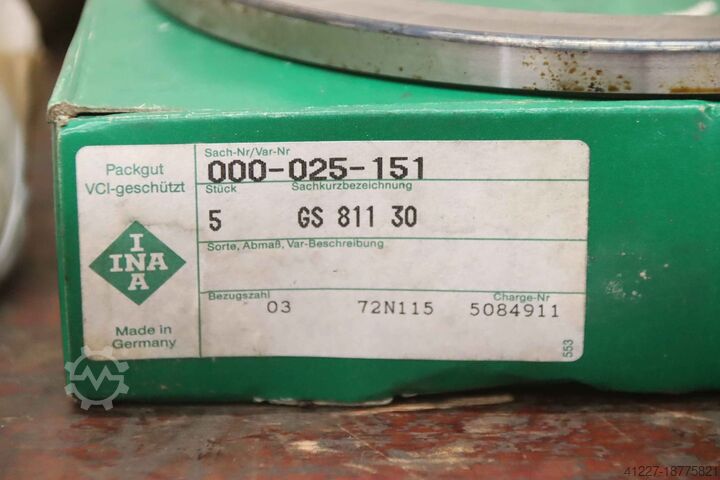 Packgut
VCI-geschützt
I
INA
A
Made in
Germany
Sach-Nr/Var-Nr
000-025-151
Stück Sachkurzbezeichnung
5 GS 811 30
Sorte, Abmaß, Var-Beschreibung
Bezugszahl Charge-Nr
03 72N115 5084911
553
41227-18775821